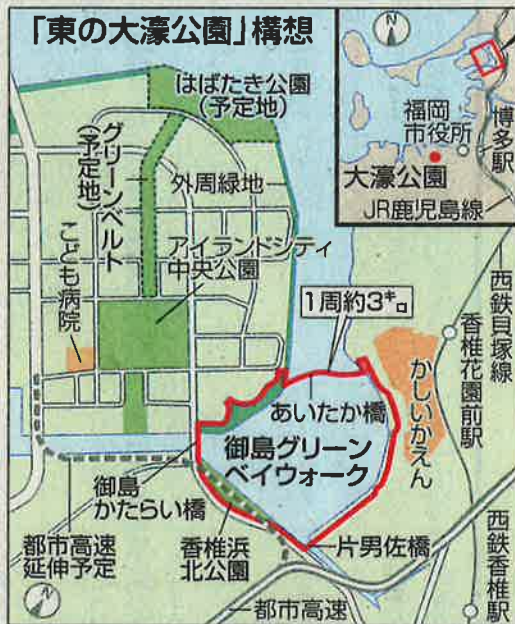 「東の大濠公園」構想
N
福岡
市役所
博多駅
大濠公園
JR鹿児島線
はばたき公園
(予定地)
グリーンベルト
(予定地)
外周緑地
アイランドシティ
中央公園
こども病院
1周約3㌔
西鉄貝塚線
香椎花園前駅
かしいかえん
あいたか橋
御島グリーン
ベイウォーク
御島
かたらい橋
都市高速
延伸予定
香椎浜
北公園
片男佐橋
西鉄香椎駅
都市高速
N